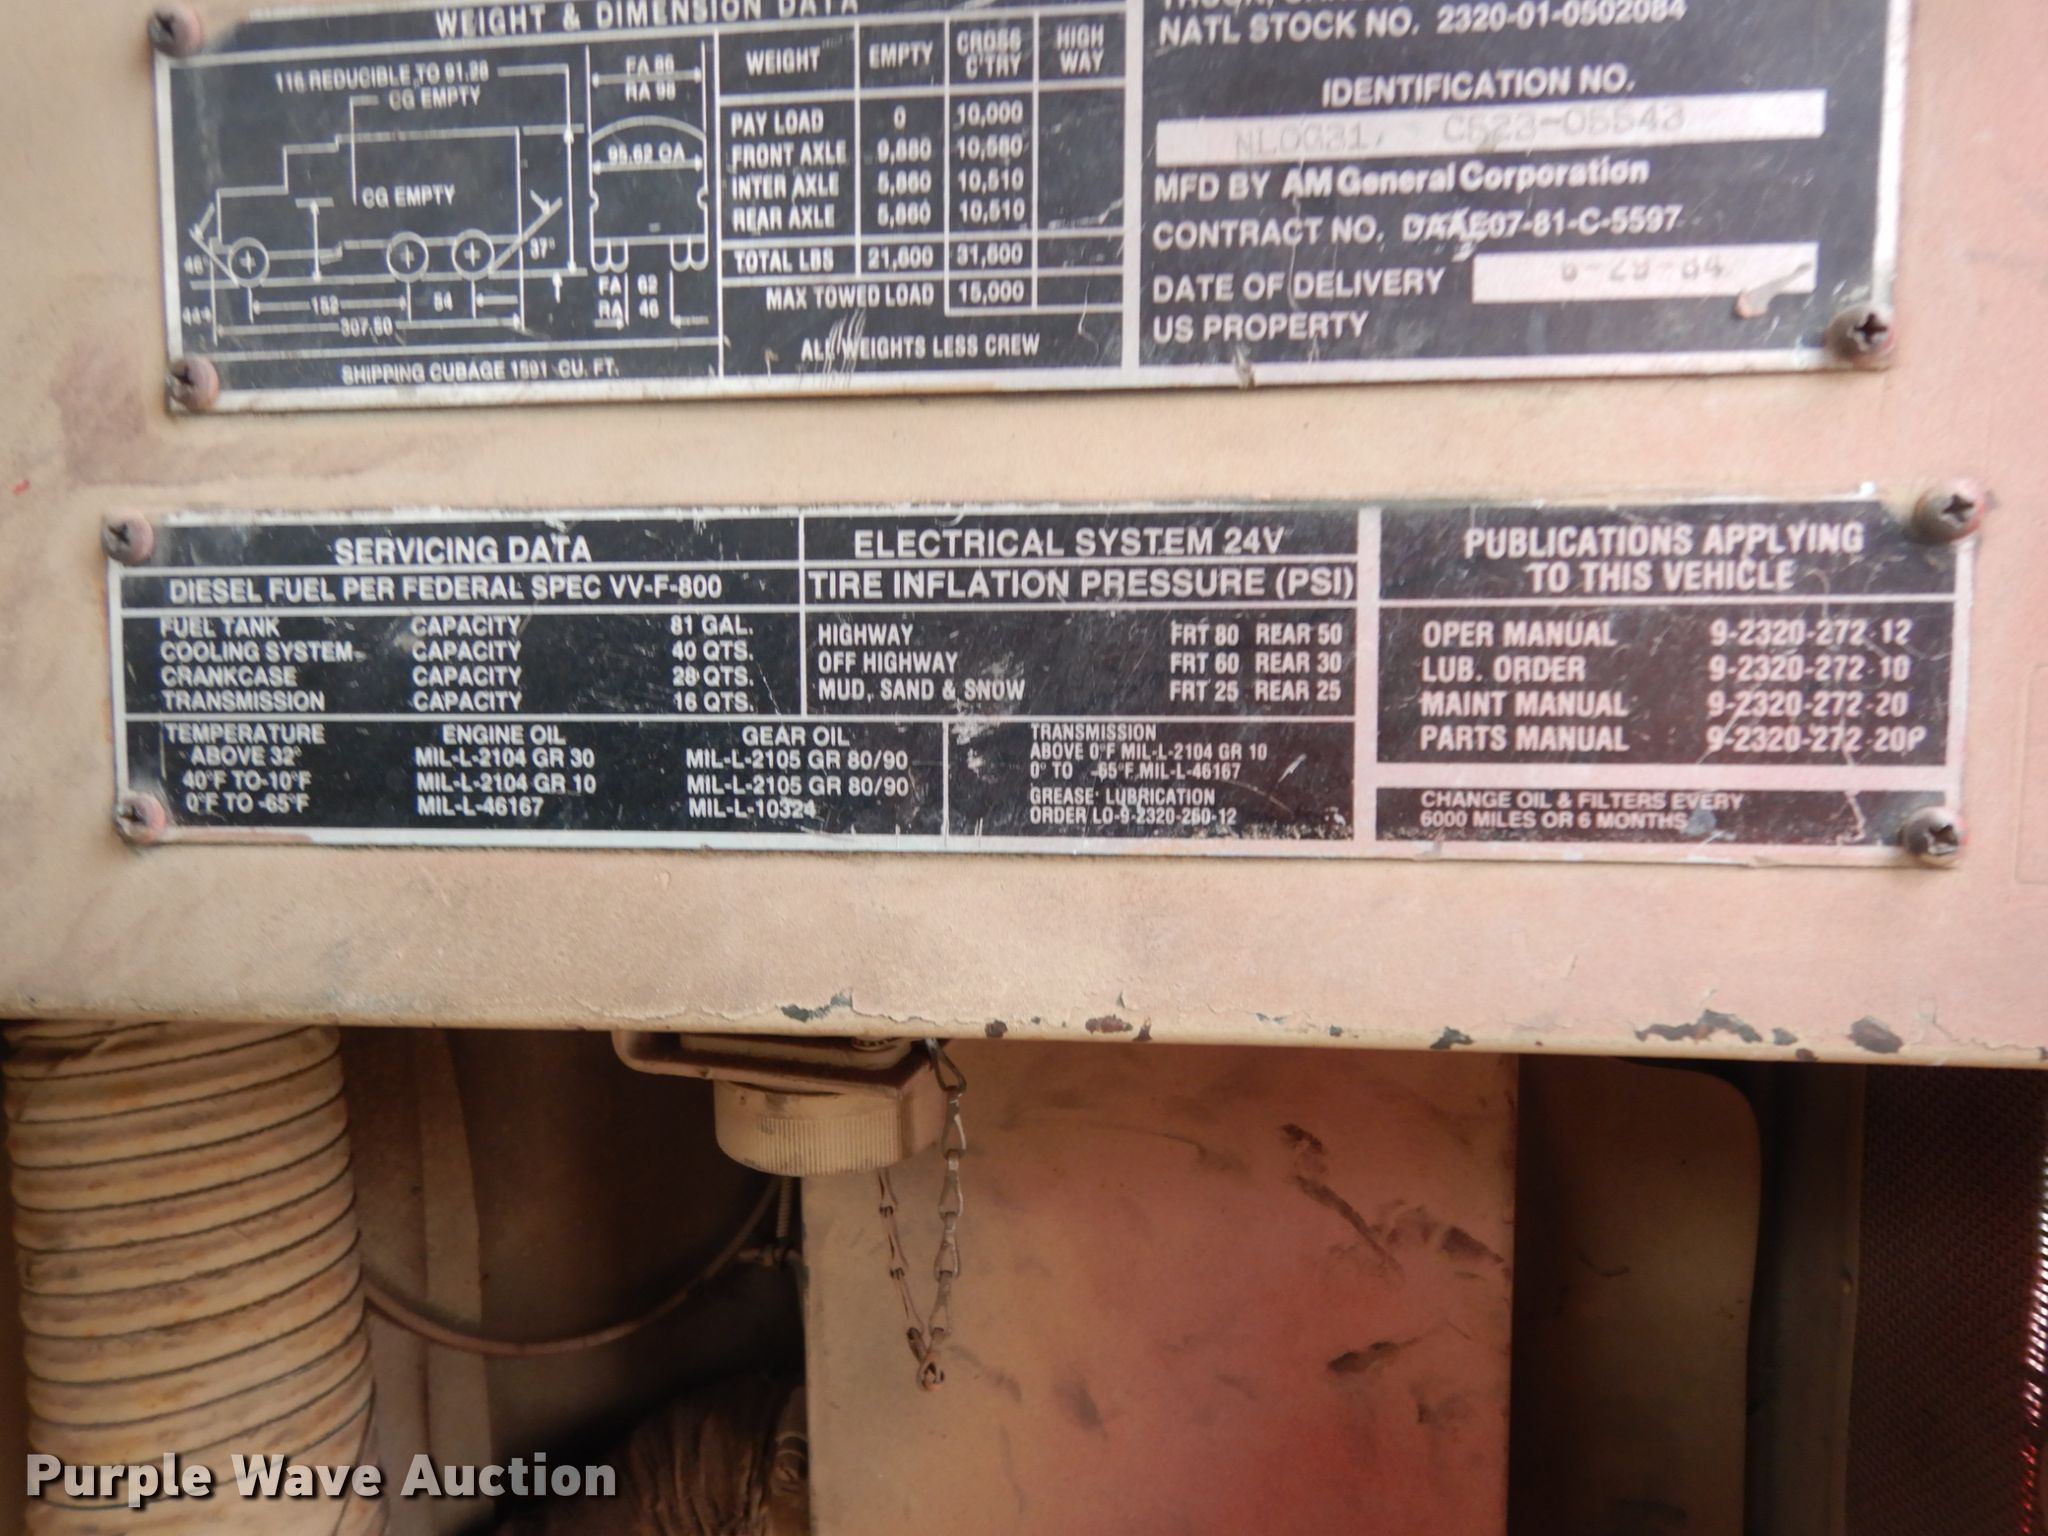 WEIGHT & DIMENSION DATA
116 REDUCIBLE TO 91.28
CG EMPTY
CG EMPTY
FA 86
RA 98
95.62 OA
46°
37°
44
152
54
307.50
FA 62
RA 46
SHIPPING CUBAGE 1591 CU. FT.
WEIGHT EMPTY CROSS C'TRY HIGH WAY
PAY LOAD 0 10,000
FRONT AXLE 9,880 10,580
INTER AXLE 5,860 10,510
REAR AXLE 5,860 10,510
TOTAL LBS 21,600 31,600
MAX TOWED LOAD 15,000
ALL WEIGHTS LESS CREW
NATL STOCK NO. 2320-01-0502084
IDENTIFICATION NO.
NL0G31, C523-05543
MFD BY AM General Corporation
CONTRACT NO. DAAE07-81-C-5597
DATE OF DELIVERY 6-29-84
US PROPERTY
SERVICING DATA
DIESEL FUEL PER FEDERAL SPEC VV-F-800
FUEL TANK CAPACITY 81 GAL.
COOLING SYSTEM CAPACITY 40 QTS.
CRANKCASE CAPACITY 28 QTS.
TRANSMISSION CAPACITY 16 QTS.
ELECTRICAL SYSTEM 24V
TIRE INFLATION PRESSURE (PSI)
HIGHWAY FRT 80 REAR 50
OFF HIGHWAY FRT 60 REAR 30
MUD, SAND & SNOW FRT 25 REAR 25
TEMPERATURE ENGINE OIL GEAR OIL
ABOVE 32° MIL-L-2104 GR 30 MIL-L-2105 GR 80/90
40°F TO-10°F MIL-L-2104 GR 10 MIL-L-2105 GR 80/90
0°F TO -65°F MIL-L-46167 MIL-L-10324
TRANSMISSION
ABOVE 0°F MIL-L-2104 GR 10
0° TO -65°F MIL-L-46167
GREASE LUBRICATION
ORDER LO-9-2320-260-12
PUBLICATIONS APPLYING
TO THIS VEHICLE
OPER MANUAL 9-2320-272-12
LUB. ORDER 9-2320-272-10
MAINT MANUAL 9-2320-272-20
PARTS MANUAL 9-2320-272-20P
CHANGE OIL & FILTERS EVERY
6000 MILES OR 6 MONTHS
Purple Wave Auction